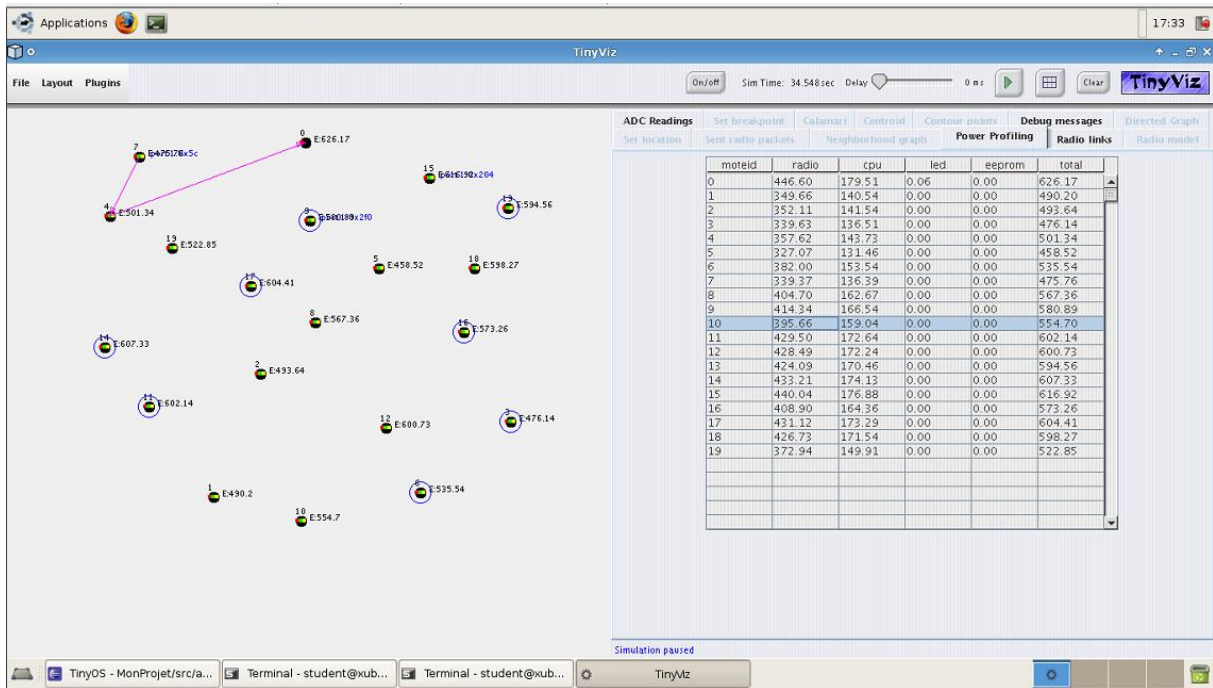 Applications 17:33
TinyViz
File Layout Plugins On/off Sim Time: 34.548 sec Delay 0 ms Clear TinyViz
ADC Readings Set breakpoint Calamari Centroid Contour points Debug messages Directed Graph
Set location Sent radio packets Neighborhood graph Power Profiling Radio links Radio model
0 E:626.17
7
15
13 E:594.56
4 E:501.34
9
19 E:522.85
5 E:458.52
18 E:598.27
17 E:604.41
8 E:567.36
16 E:573.26
14 E:607.33
2 E:493.64
11 E:602.14
12 E:600.73
3 E:476.14
1 E:490.2
6 E:535.54
10 E:554.7
moteid radio cpu led eeprom total
0 446.60 179.51 0.06 0.00 626.17
1 349.66 140.54 0.00 0.00 490.20
2 352.11 141.54 0.00 0.00 493.64
3 339.63 136.51 0.00 0.00 476.14
4 357.62 143.73 0.00 0.00 501.34
5 327.07 131.46 0.00 0.00 458.52
6 382.00 153.54 0.00 0.00 535.54
7 339.37 136.39 0.00 0.00 475.76
8 404.70 162.67 0.00 0.00 567.36
9 414.34 166.54 0.00 0.00 580.89
10 395.66 159.04 0.00 0.00 554.70
11 429.50 172.64 0.00 0.00 602.14
12 428.49 172.24 0.00 0.00 600.73
13 424.09 170.46 0.00 0.00 594.56
14 433.21 174.13 0.00 0.00 607.33
15 440.04 176.88 0.00 0.00 616.92
16 408.90 164.36 0.00 0.00 573.26
17 431.12 173.29 0.00 0.00 604.41
18 426.73 171.54 0.00 0.00 598.27
19 372.94 149.91 0.00 0.00 522.85
Simulation paused
TinyOS - MonProjet/src/a... Terminal - student@xub... Terminal - student@xub... TinyViz